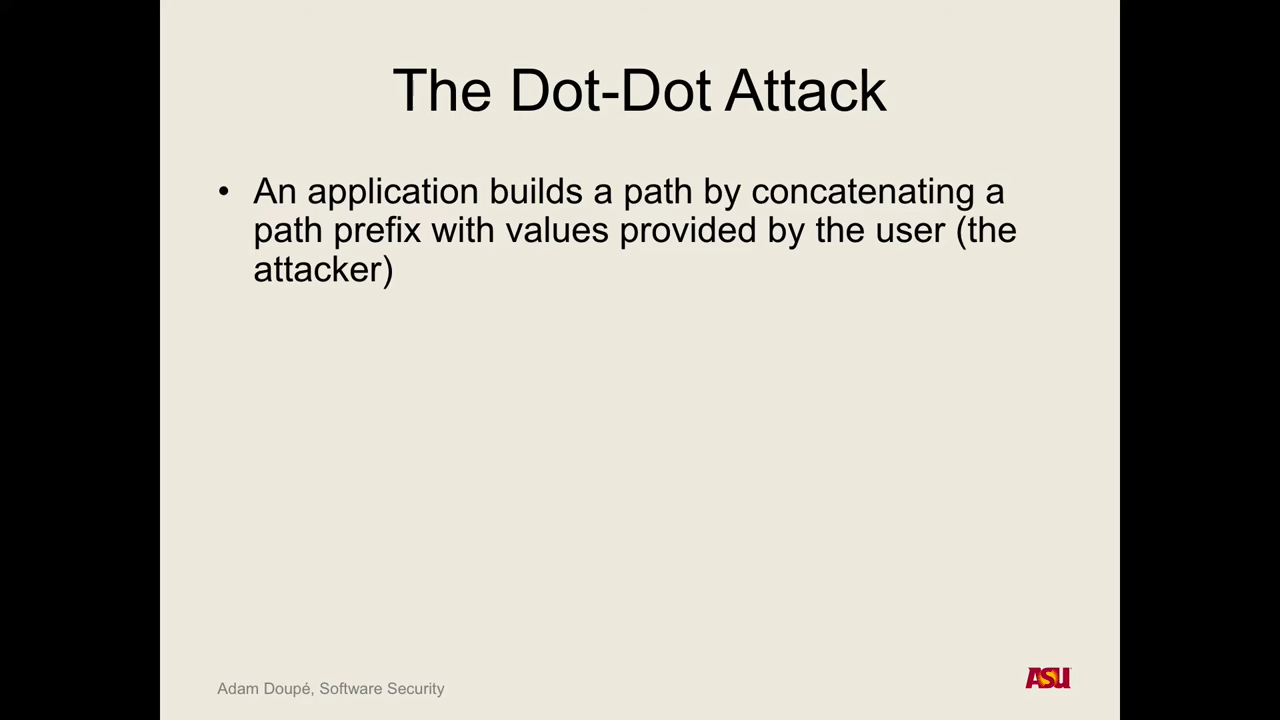 The Dot-Dot Attack
• An application builds a path by concatenating a
path prefix with values provided by the user (the
attacker)
Adam Doupé, Software Security
ASU